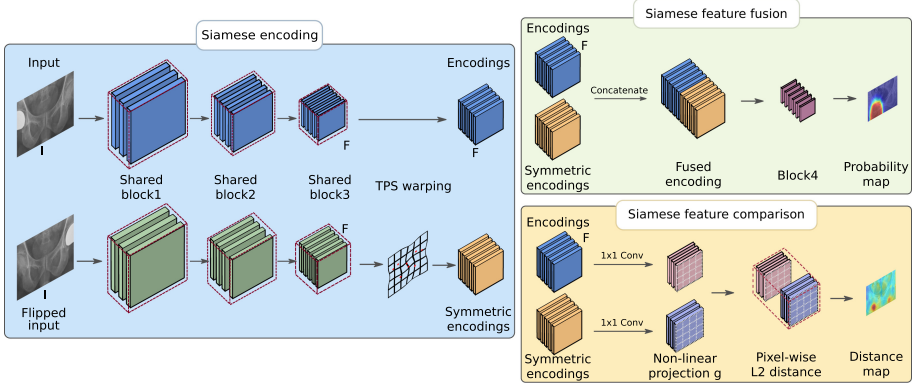 Siamese encoding
Input
Encodings
I
F
F
Shared
block1
Shared
block2
Shared
block3
TPS warping
F
I
Flipped
input
Symmetric
encodings
Siamese feature fusion
Encodings
F
Concatenate
Symmetric
encodings
Fused
encoding
Block4
Probability
map
Siamese feature comparison
Encodings
F
1x1 Conv
1x1 Conv
Symmetric
encodings
Non-linear
projection g
Pixel-wise
L2 distance
Distance
map